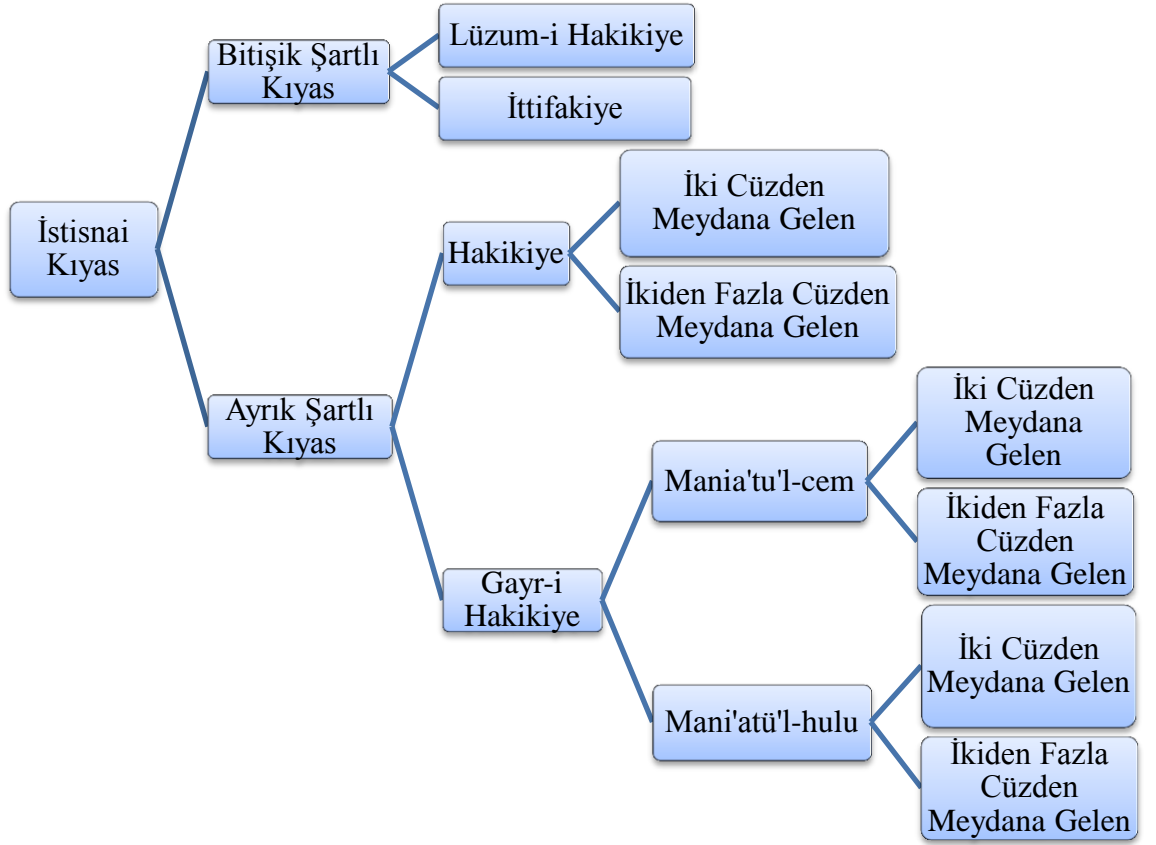 İstisnai
Kıyas
Bitişik Şartlı
Kıyas
Lüzum-i Hakikiye
İttifakiye
Ayrık Şartlı
Kıyas
Hakikiye
İki Cüzden
Meydana Gelen
İkiden Fazla Cüzden
Meydana Gelen
Gayr-i
Hakikiye
Mania'tu'l-cem
İki Cüzden
Meydana
Gelen
İkiden Fazla
Cüzden
Meydana Gelen
Mani'atü'l-hulu
İki Cüzden
Meydana Gelen
İkiden Fazla
Cüzden
Meydana Gelen